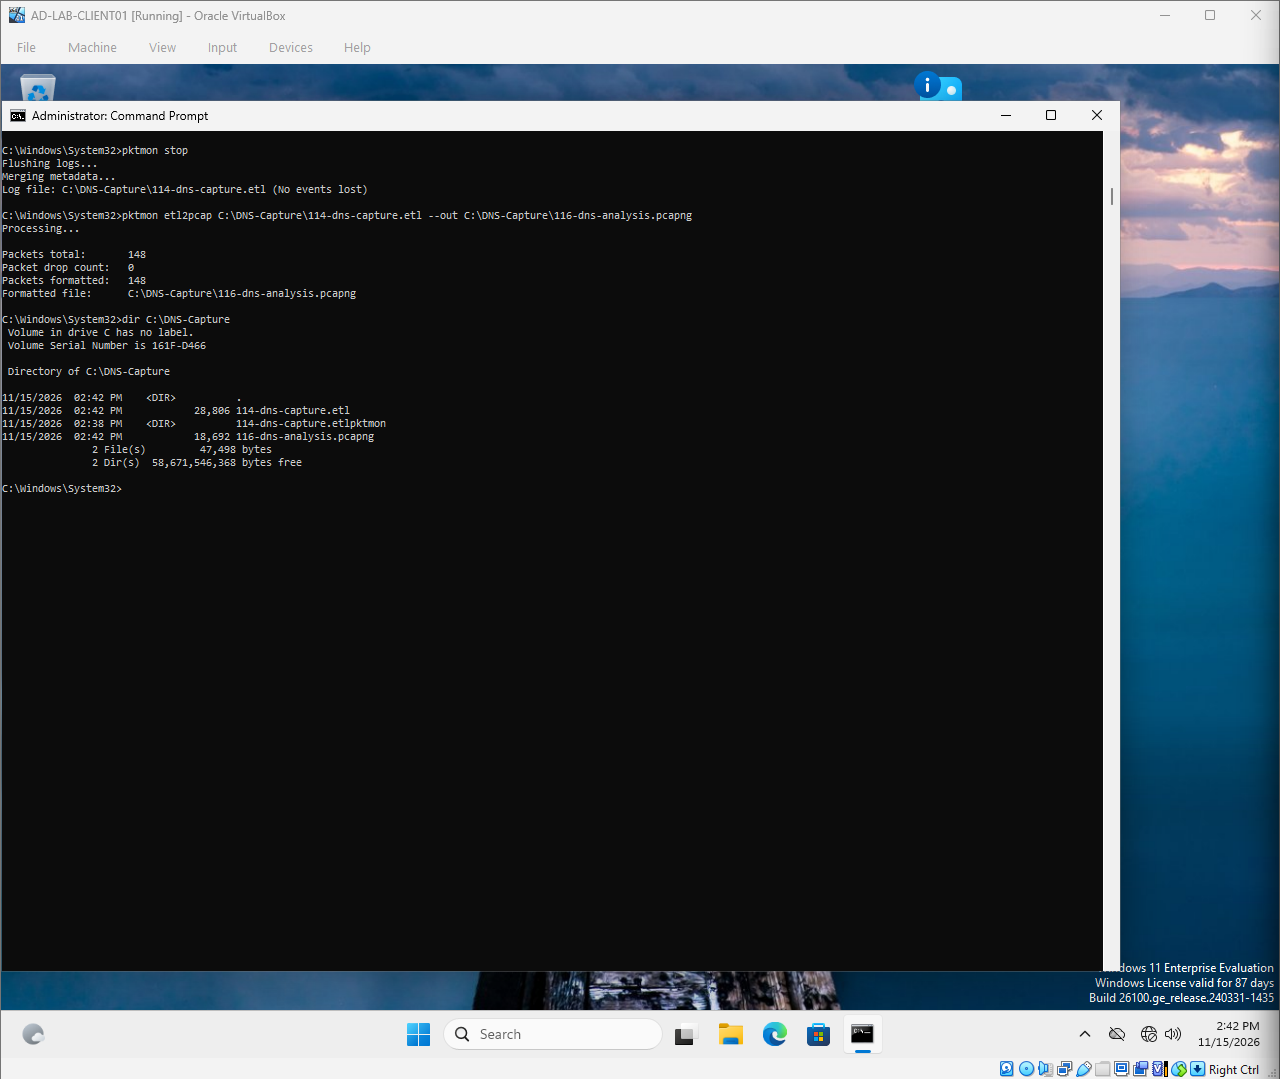 AD-LAB-CLIENT01 [Running] - Oracle VirtualBox
File Machine View Input Devices Help
Administrator: Command Prompt
C:\Windows\System32>pktmon stop
Flushing logs...
Merging metadata...
Log file: C:\DNS-Capture\114-dns-capture.etl (No events lost)
C:\Windows\System32>pktmon etl2pcap C:\DNS-Capture\114-dns-capture.etl --out C:\DNS-Capture\116-dns-analysis.pcapng
Processing...
Packets total: 148
Packet drop count: 0
Packets formatted: 148
Formatted file: C:\DNS-Capture\116-dns-analysis.pcapng
C:\Windows\System32>dir C:\DNS-Capture
Volume in drive C has no label.
Volume Serial Number is 161F-D466
Directory of C:\DNS-Capture
11/15/2026 02:42 PM <DIR> .
11/15/2026 02:42 PM 28,806 114-dns-capture.etl
11/15/2026 02:38 PM <DIR> 114-dns-capture.etlpktmon
11/15/2026 02:42 PM 18,692 116-dns-analysis.pcapng
2 File(s) 47,498 bytes
2 Dir(s) 58,671,546,368 bytes free
C:\Windows\System32>
dows 11 Enterprise Evaluation
Windows License valid for 87 days
Build 26100.ge_release.240331-1435
Search
2:42 PM
11/15/2026
Right Ctrl